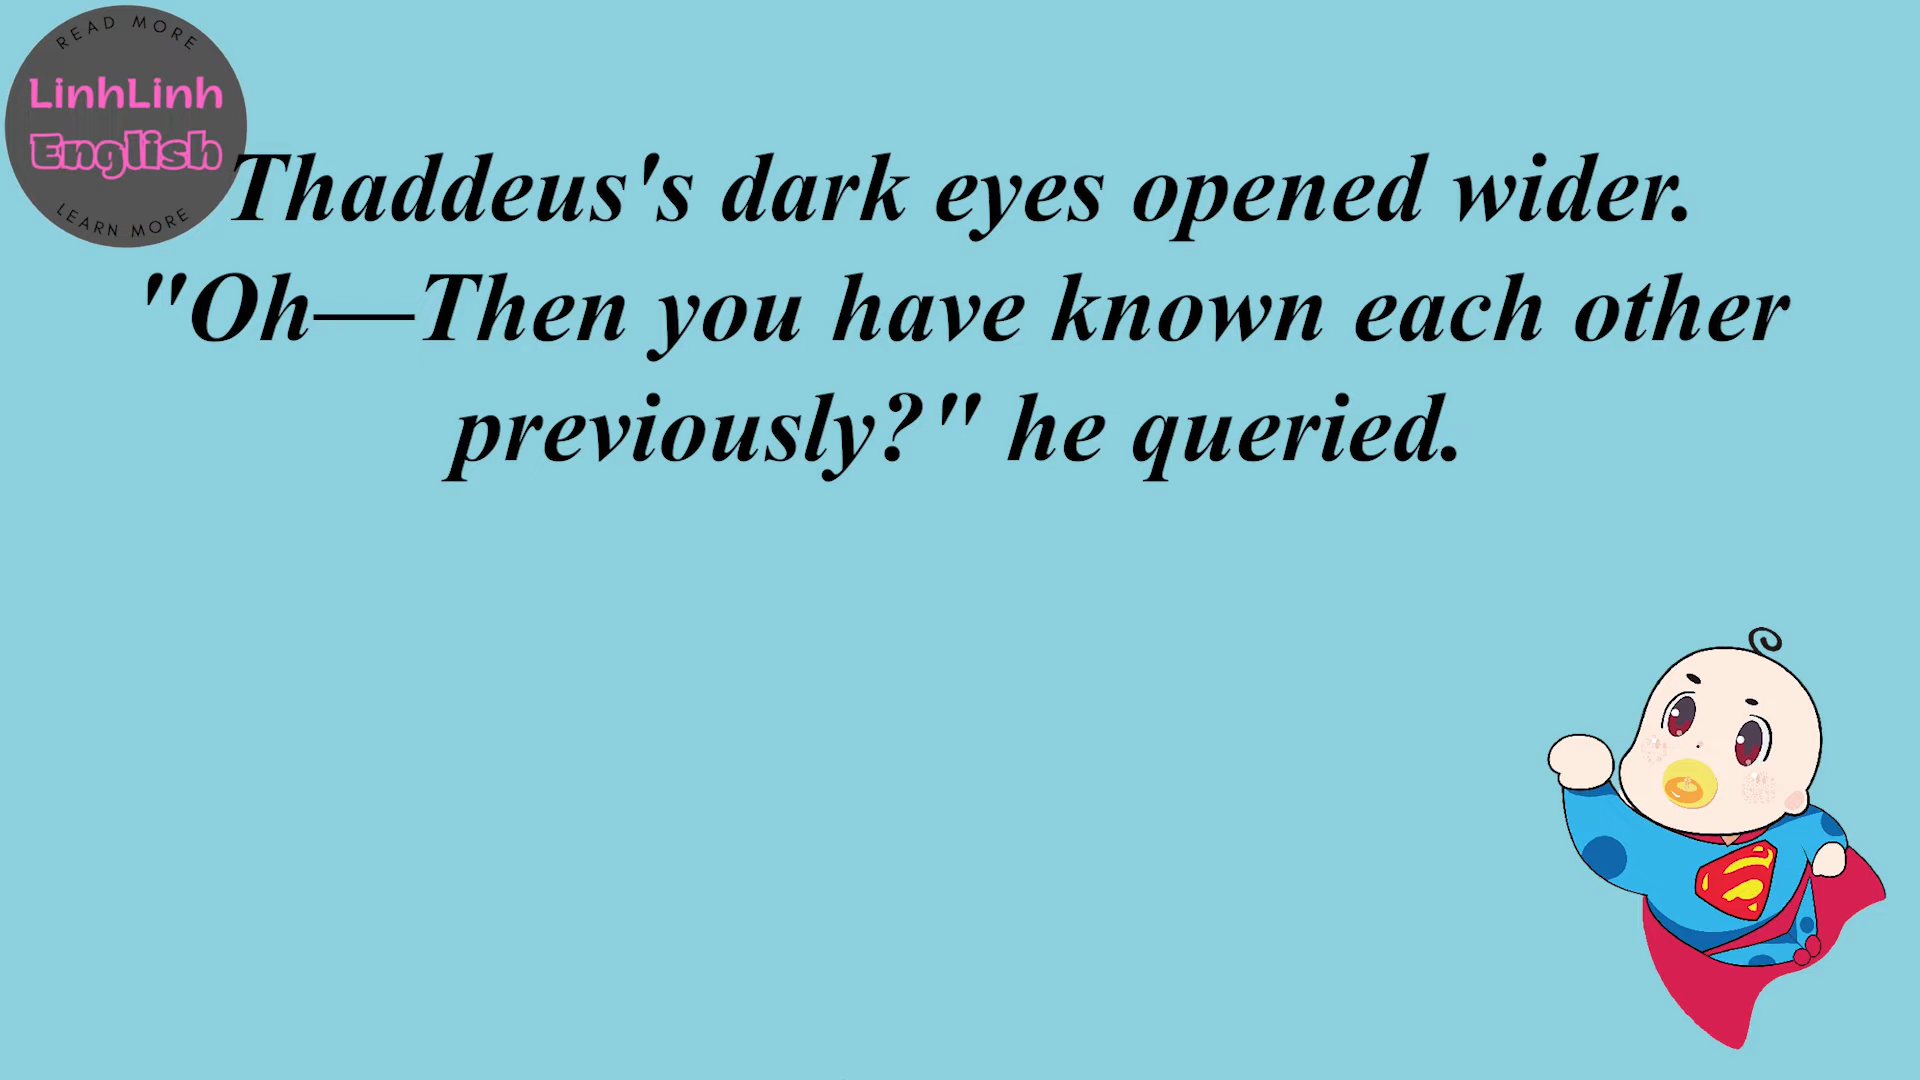 READ MORE
LinhLinh
English
LEARN MORE
Thaddeus's dark eyes opened wider.
"Oh—Then you have known each other
previously?" he queried.